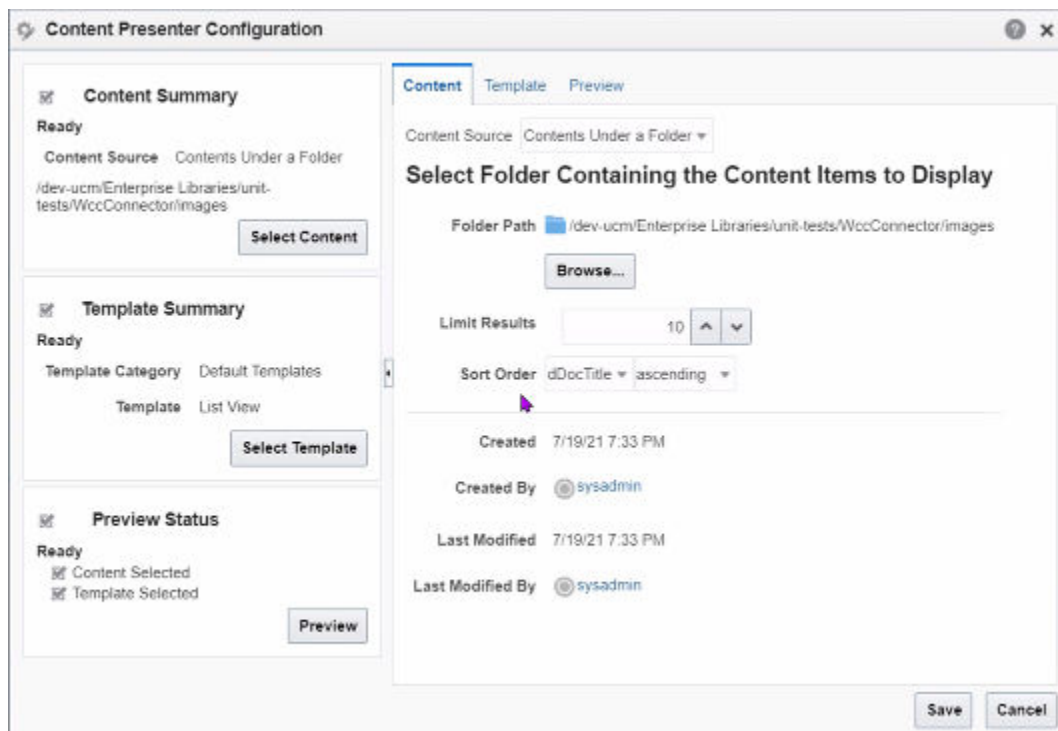 Content Presenter Configuration
Content Summary
Ready
Content Source Contents Under a Folder
/dev-ucm/Enterprise Libraries/unit-
tests/WccConnector/images
Select Content
Template Summary
Ready
Template Category Default Templates
Template List View
Select Template
Preview Status
Ready
Content Selected
Template Selected
Preview
Content Template Preview
Content Source Contents Under a Folder
Select Folder Containing the Content Items to Display
Folder Path /dev-ucm/Enterprise Libraries/unit-tests/WccConnector/images
Browse...
Limit Results 10
Sort Order dDocTitle ascending
Created 7/19/21 7:33 PM
Created By sysadmin
Last Modified 7/19/21 7:33 PM
Last Modified By sysadmin
Save Cancel